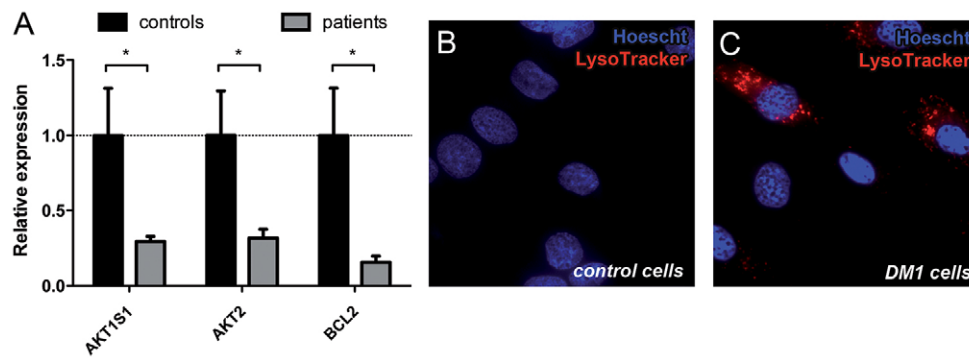 A
controls
patients
*
*
*
1.5
1.0
0.5
0.0
Relative expression
AKT1S1
AKT2
BCL2
B
Hoescht
LysoTracker
control cells
C
Hoescht
LysoTracker
DM1 cells